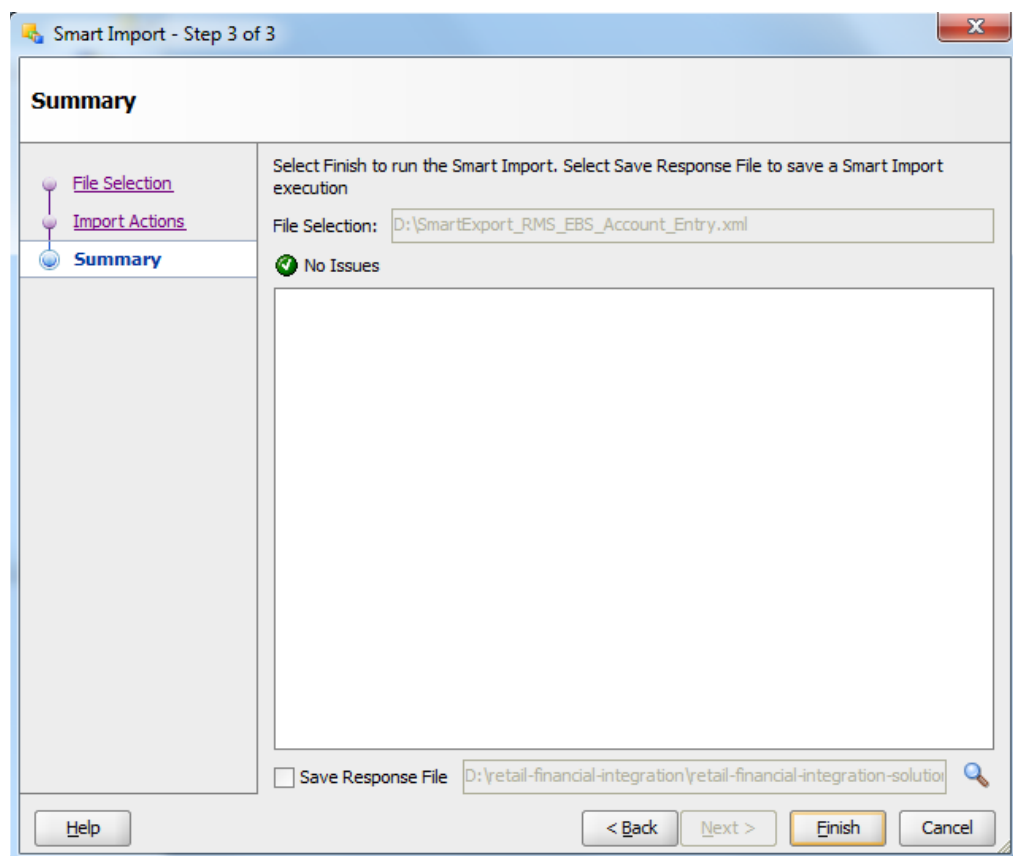 Smart Import - Step 3 of 3
Summary
File Selection
Import Actions
Summary
Select Finish to run the Smart Import. Select Save Response File to save a Smart Import
execution
File Selection: D:\SmartExport_RMS_EBS_Account_Entry.xml
No Issues
Save Response File D:\retail-financial-integration\retail-financial-integration-solution
Help < Back Next > Finish Cancel